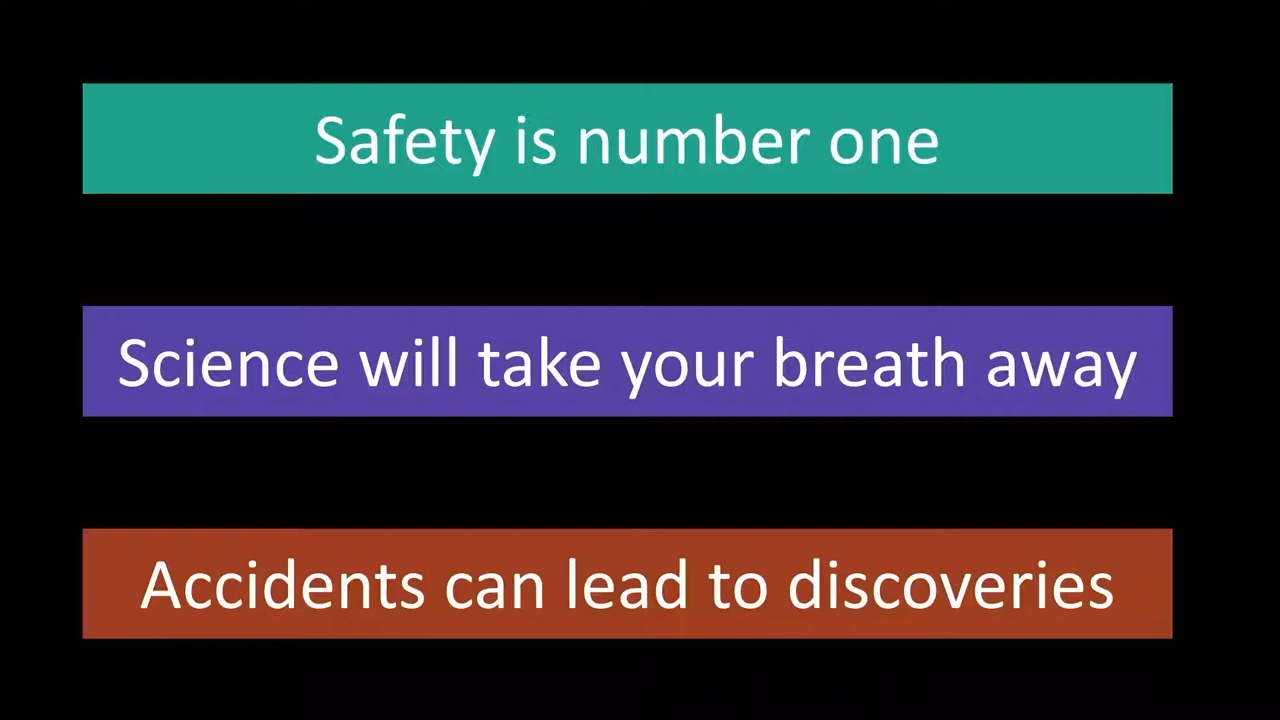 Safety is number one
Science will take your breath away
Accidents can lead to discoveries